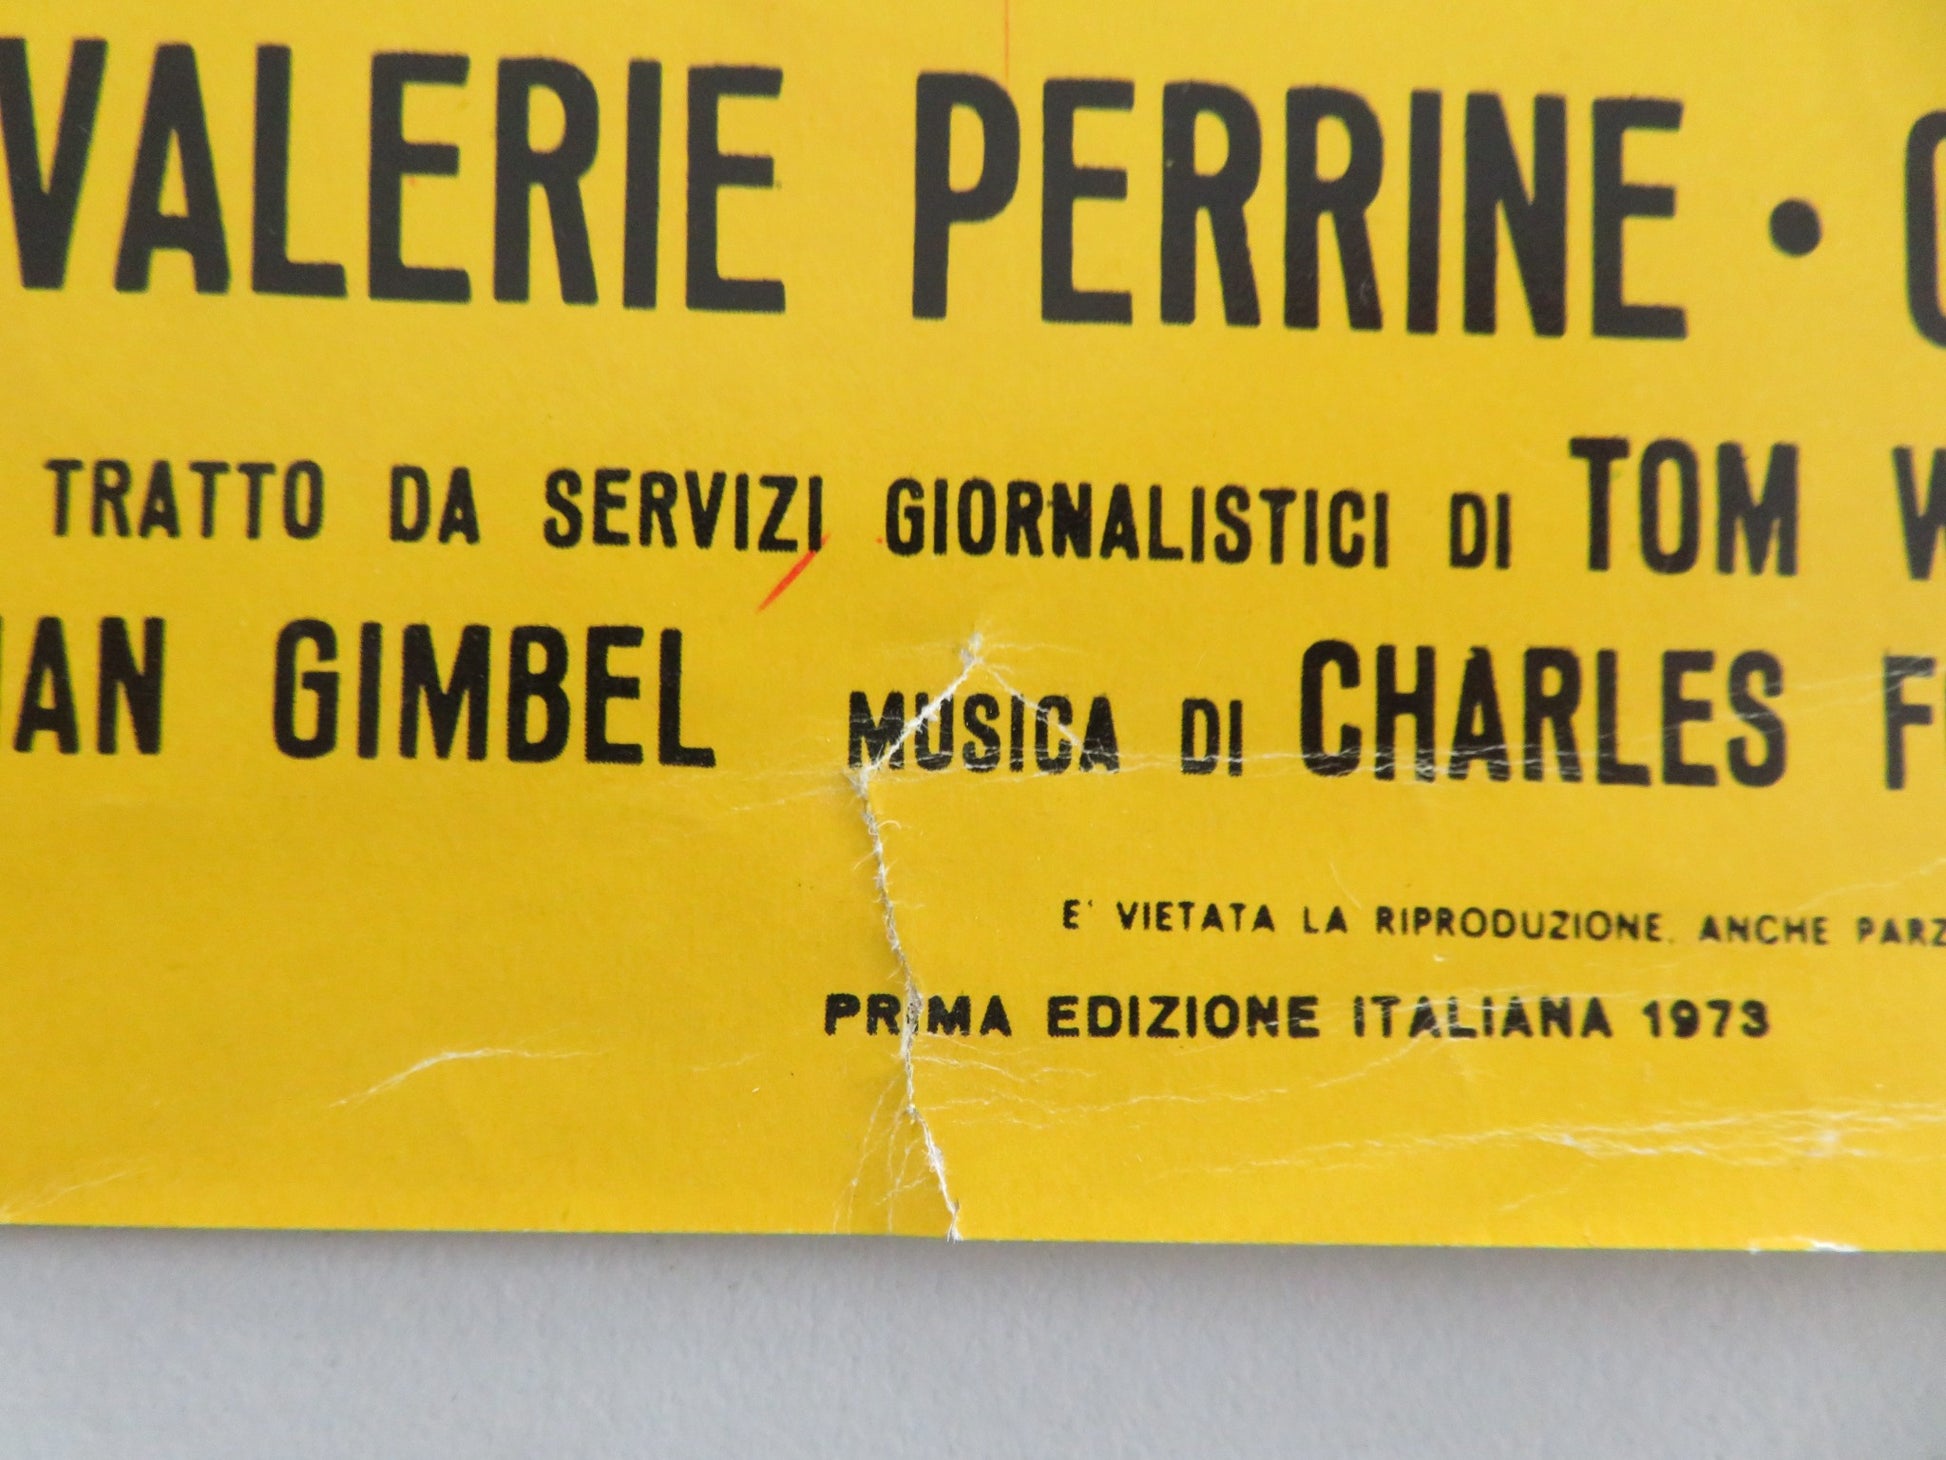 VALERIE PERRINE •
TRATTO DA SERVIZI GIORNALISTICI DI TOM
GIMBEL MUSICA DI CHARLES
E' VIETATA LA RIPRODUZIONE, ANCHE PARZ
PRIMA EDIZIONE ITALIANA 1973